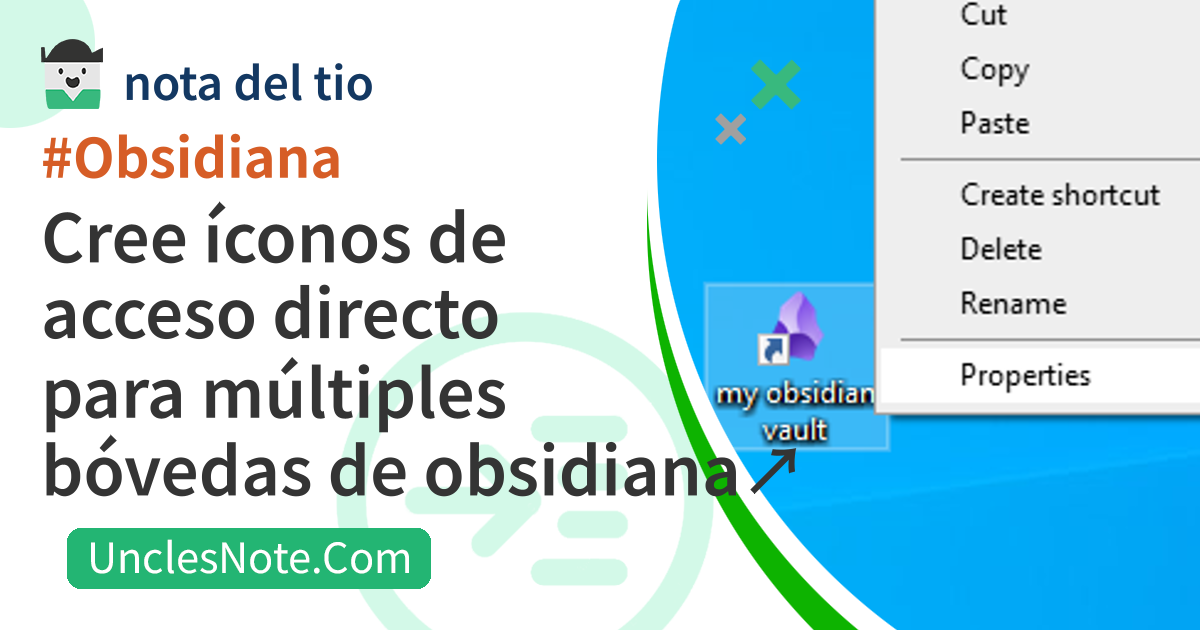 nota del tio
#Obsidiana
Cree íconos de
acceso directo
para múltiples
bóvedas de obsidiana↗
UnclesNote.Com
Cut
Copy
Paste
Create shortcut
Delete
Rename
Properties
my obsidian
vault